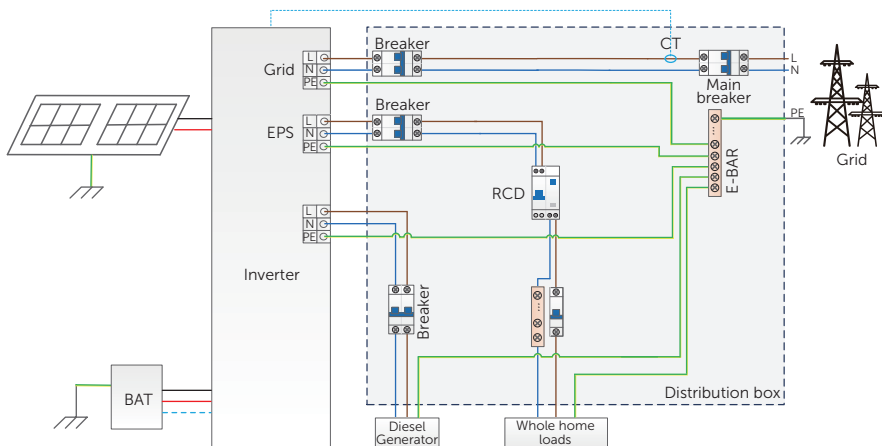 Breaker
CT
Grid
L
N
PE
L
N
Main
breaker
Breaker
EPS
L
N
PE
PE
Grid
E-BAR
RCD
L
N
PE
Inverter
Breaker
BAT
Distribution box
Diesel
Generator
Whole home
loads